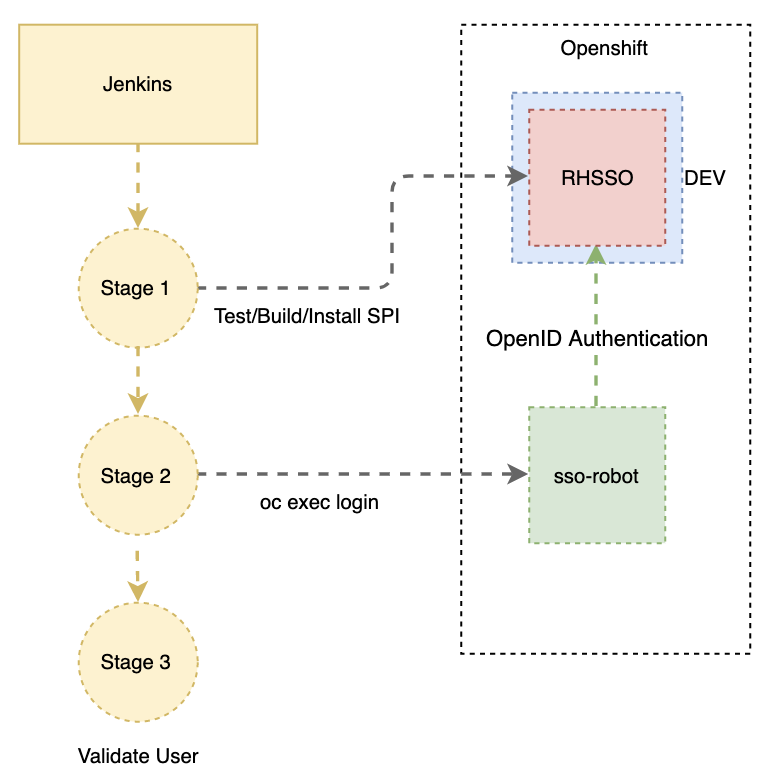 Openshift
Jenkins
RHSSO
DEV
Stage 1
Test/Build/Install SPI
OpenID Authentication
Stage 2
sso-robot
oc exec login
Stage 3
Validate User